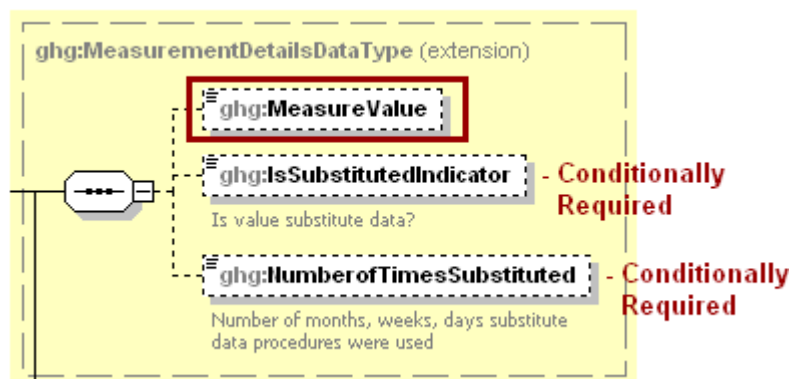 ghg:MeasurementDetailsDataType (extension)
ghg:MeasureValue
ghg:IsSubstitutedIndicator - Conditionally
Required
Is value substitute data?
ghg:NumberofTimesSubstituted - Conditionally
Required
Number of months, weeks, days substitute
data procedures were used